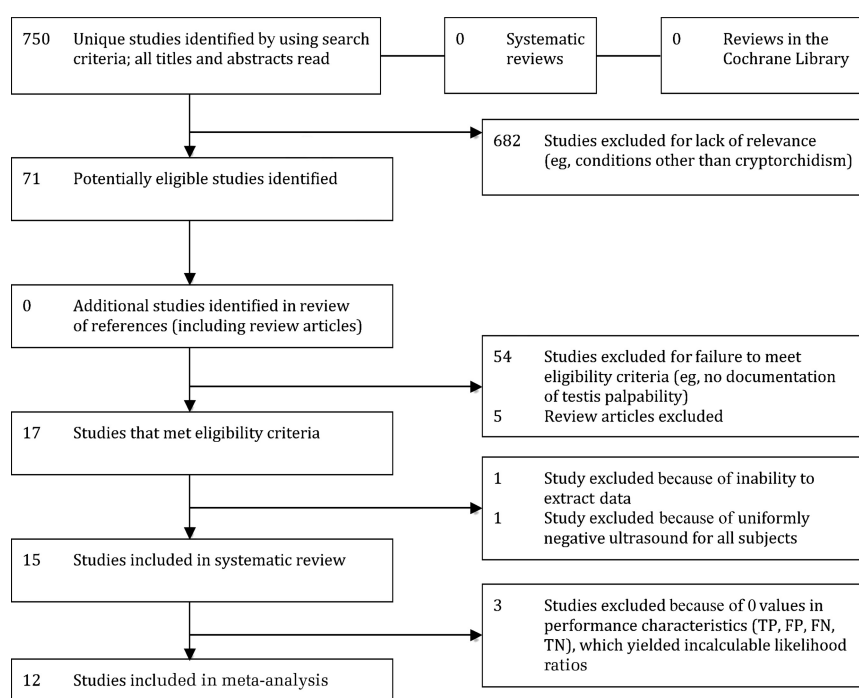 750 Unique studies identified by using search
criteria; all titles and abstracts read
0 Systematic
reviews
0 Reviews in the
Cochrane Library
682 Studies excluded for lack of relevance
(eg, conditions other than cryptorchidism)
71 Potentially eligible studies identified
0 Additional studies identified in review
of references (including review articles)
54 Studies excluded for failure to meet
eligibility criteria (eg, no documentation
of testis palpability)
5 Review articles excluded
17 Studies that met eligibility criteria
1 Study excluded because of inability to
extract data
1 Study excluded because of uniformly
negative ultrasound for all subjects
15 Studies included in systematic review
3 Studies excluded because of 0 values in
performance characteristics (TP, FP, FN,
TN), which yielded incalculable likelihood
ratios
12 Studies included in meta-analysis